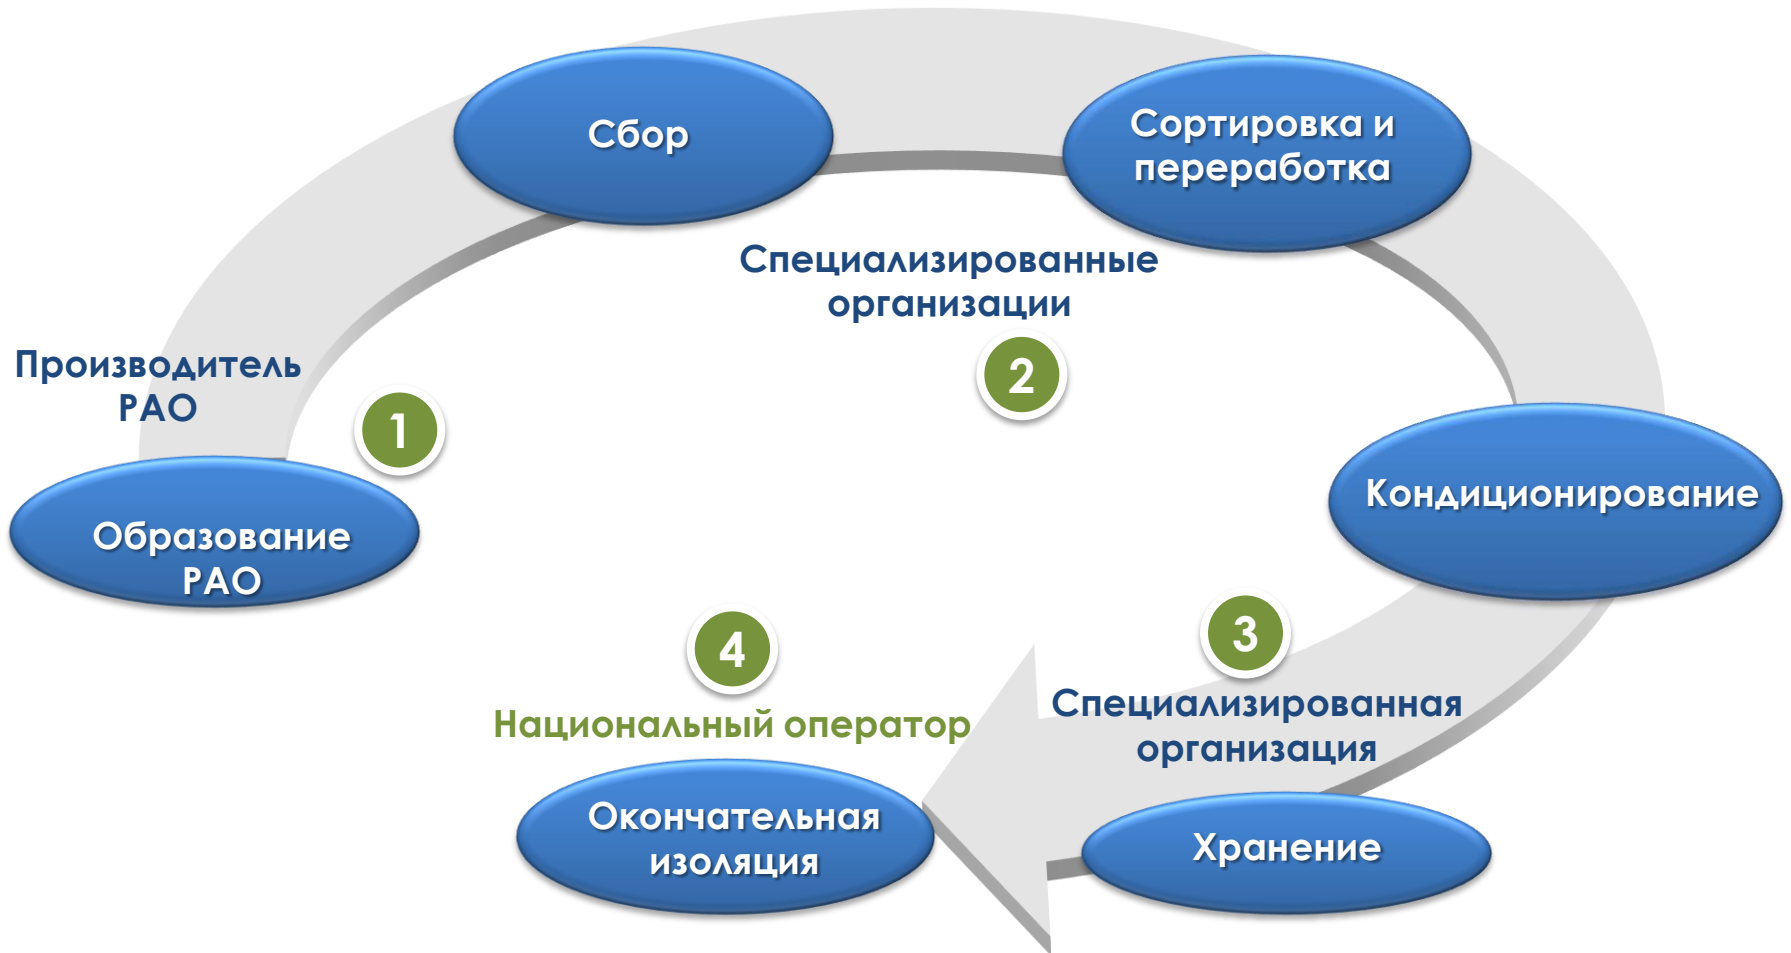 Сбор
Сортировка и
переработка
Специализированные
организации
2
Производитель
РАО
1
Образование
РАО
Кондиционирование
3
Специализированная
организация
Хранение
4
Национальный оператор
Окончательная
изоляция